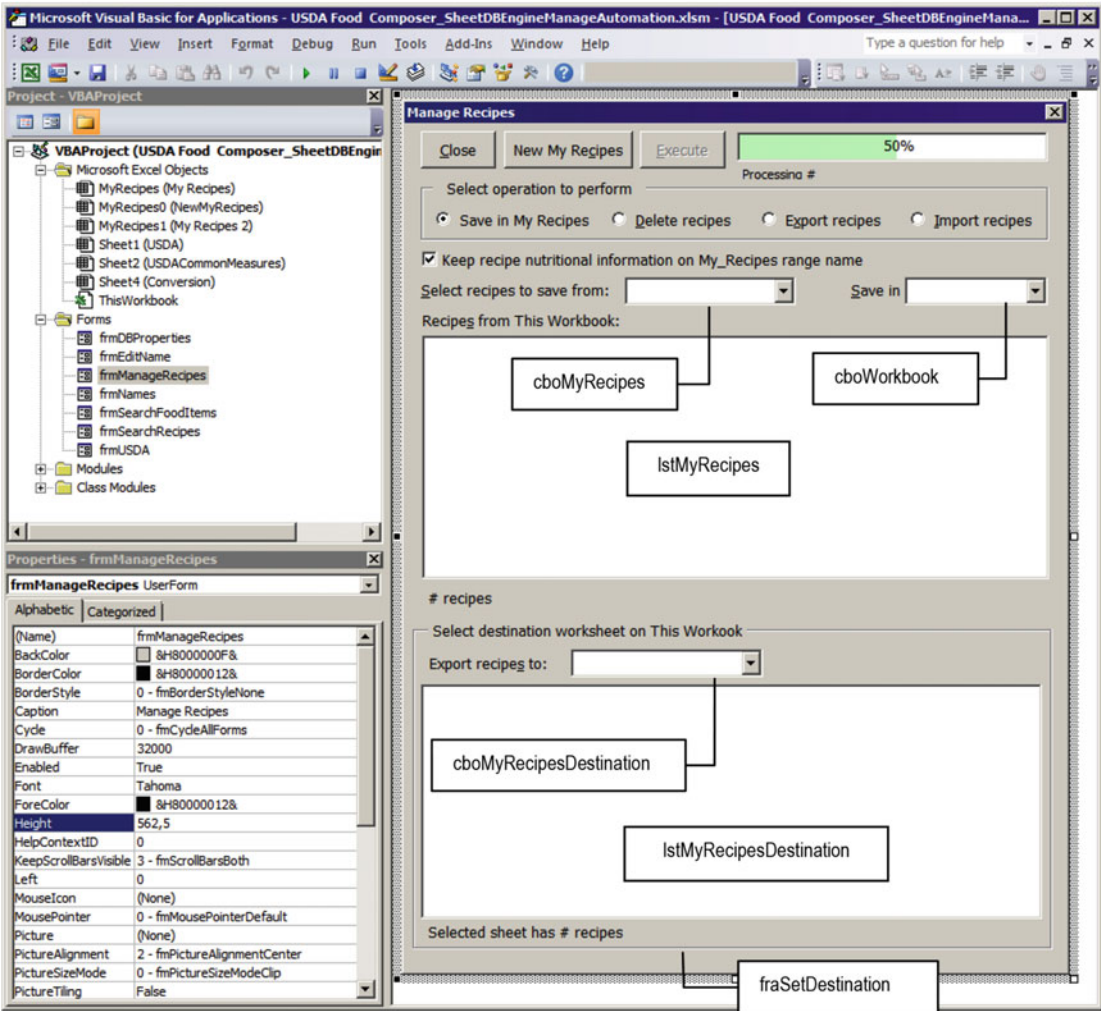 Microsoft Visual Basic for Applications - USDA Food Composer_SheetDBEngineManageAutomation.xlsm - [USDA Food Composer_SheetDBEngineMana...
File Edit View Insert Format Debug Run Tools Add-Ins Window Help
Type a question for help
Project - VBAProject
VBAProject (USDA Food Composer_SheetDBEngin
Microsoft Excel Objects
MyRecipes (My Recipes)
MyRecipes0 (NewMyRecipes)
MyRecipes1 (My Recipes 2)
Sheet1 (USDA)
Sheet2 (USDACommonMeasures)
Sheet4 (Conversion)
ThisWorkbook
Forms
frmDBProperties
frmEditName
frmManageRecipes
frmNames
frmSearchFoodItems
frmSearchRecipes
frmUSDA
Modules
Class Modules
Properties - frmManageRecipes
frmManageRecipes UserForm
Alphabetic Categorized
(Name) frmManageRecipes
BackColor &H8000000F&
BorderColor &H80000012&
BorderStyle 0 - fmBorderStyleNone
Caption Manage Recipes
Cycle 0 - fmCycleAllForms
DrawBuffer 32000
Enabled True
Font Tahoma
ForeColor &H80000012&
Height 562,5
HelpContextID 0
KeepScrollBarsVisible 3 - fmScrollBarsBoth
Left 0
MouseIcon (None)
MousePointer 0 - fmMousePointerDefault
Picture (None)
PictureAlignment 2 - fmPictureAlignmentCenter
PictureSizeMode 0 - fmPictureSizeModeClip
PictureTiling False
Manage Recipes
Close New My Recipes Execute 50%
Processing #
Select operation to perform
Save in My Recipes Delete recipes Export recipes Import recipes
Keep recipe nutritional information on My_Recipes range name
Select recipes to save from: Save in
Recipes from This Workbook:
cboMyRecipes cboWorkbook
lstMyRecipes
# recipes
Select destination worksheet on This Workook
Export recipes to:
cboMyRecipesDestination
lstMyRecipesDestination
Selected sheet has # recipes
fraSetDestination